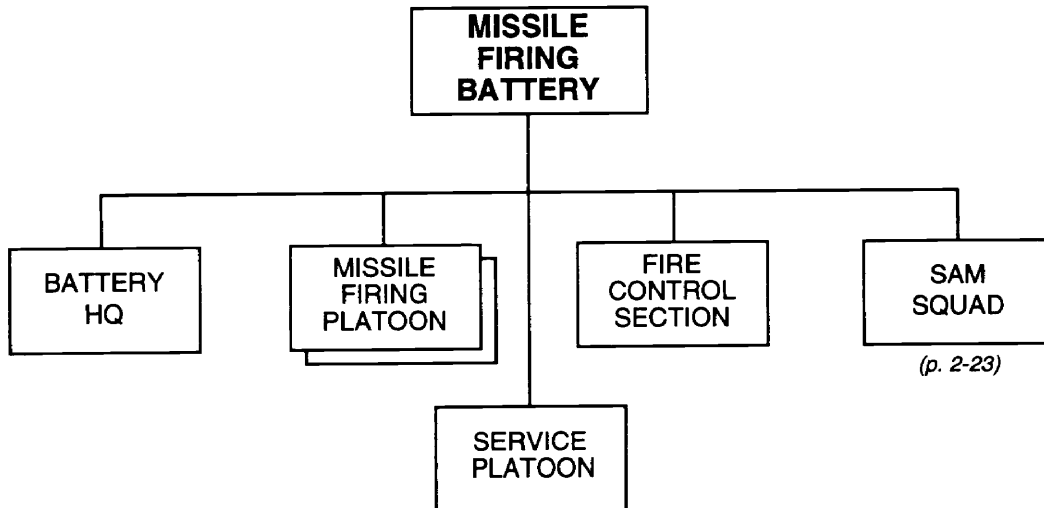 MISSILE
FIRING
BATTERY
BATTERY
HQ
MISSILE
FIRING
PLATOON
FIRE
CONTROL
SECTION
SAM
SQUAD
(p. 2-23)
SERVICE
PLATOON